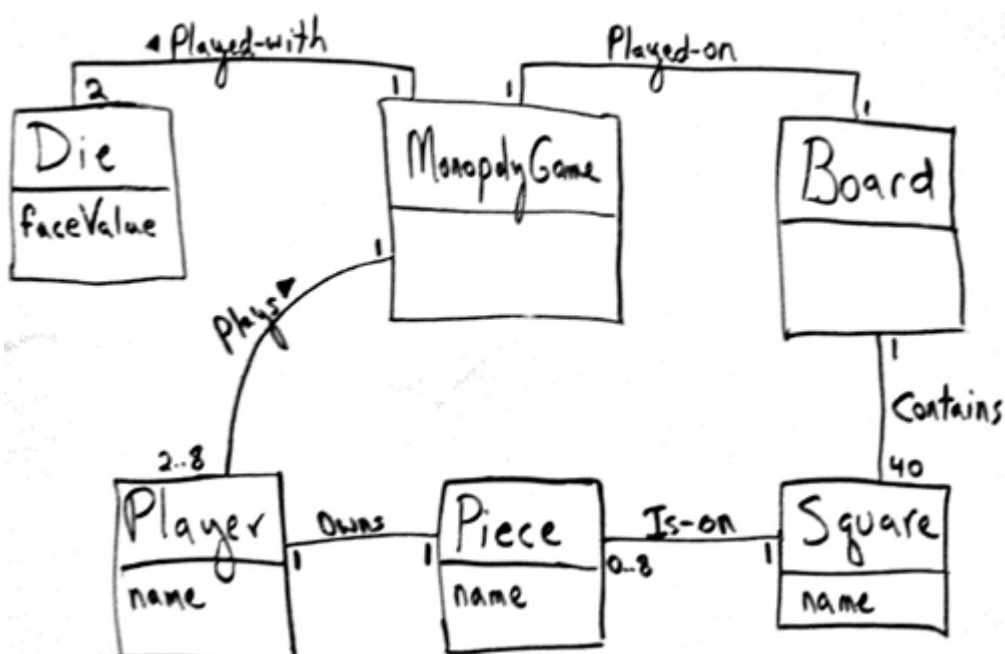 ◄ Played-with
Played-on
2
1
1
1
Die
MonopolyGame
Board
faceValue
1
Plays ►
1
Contains
2..8
40
Player
Owns
Piece
Is-on
Square
1
1
0..8
1
name
name
name